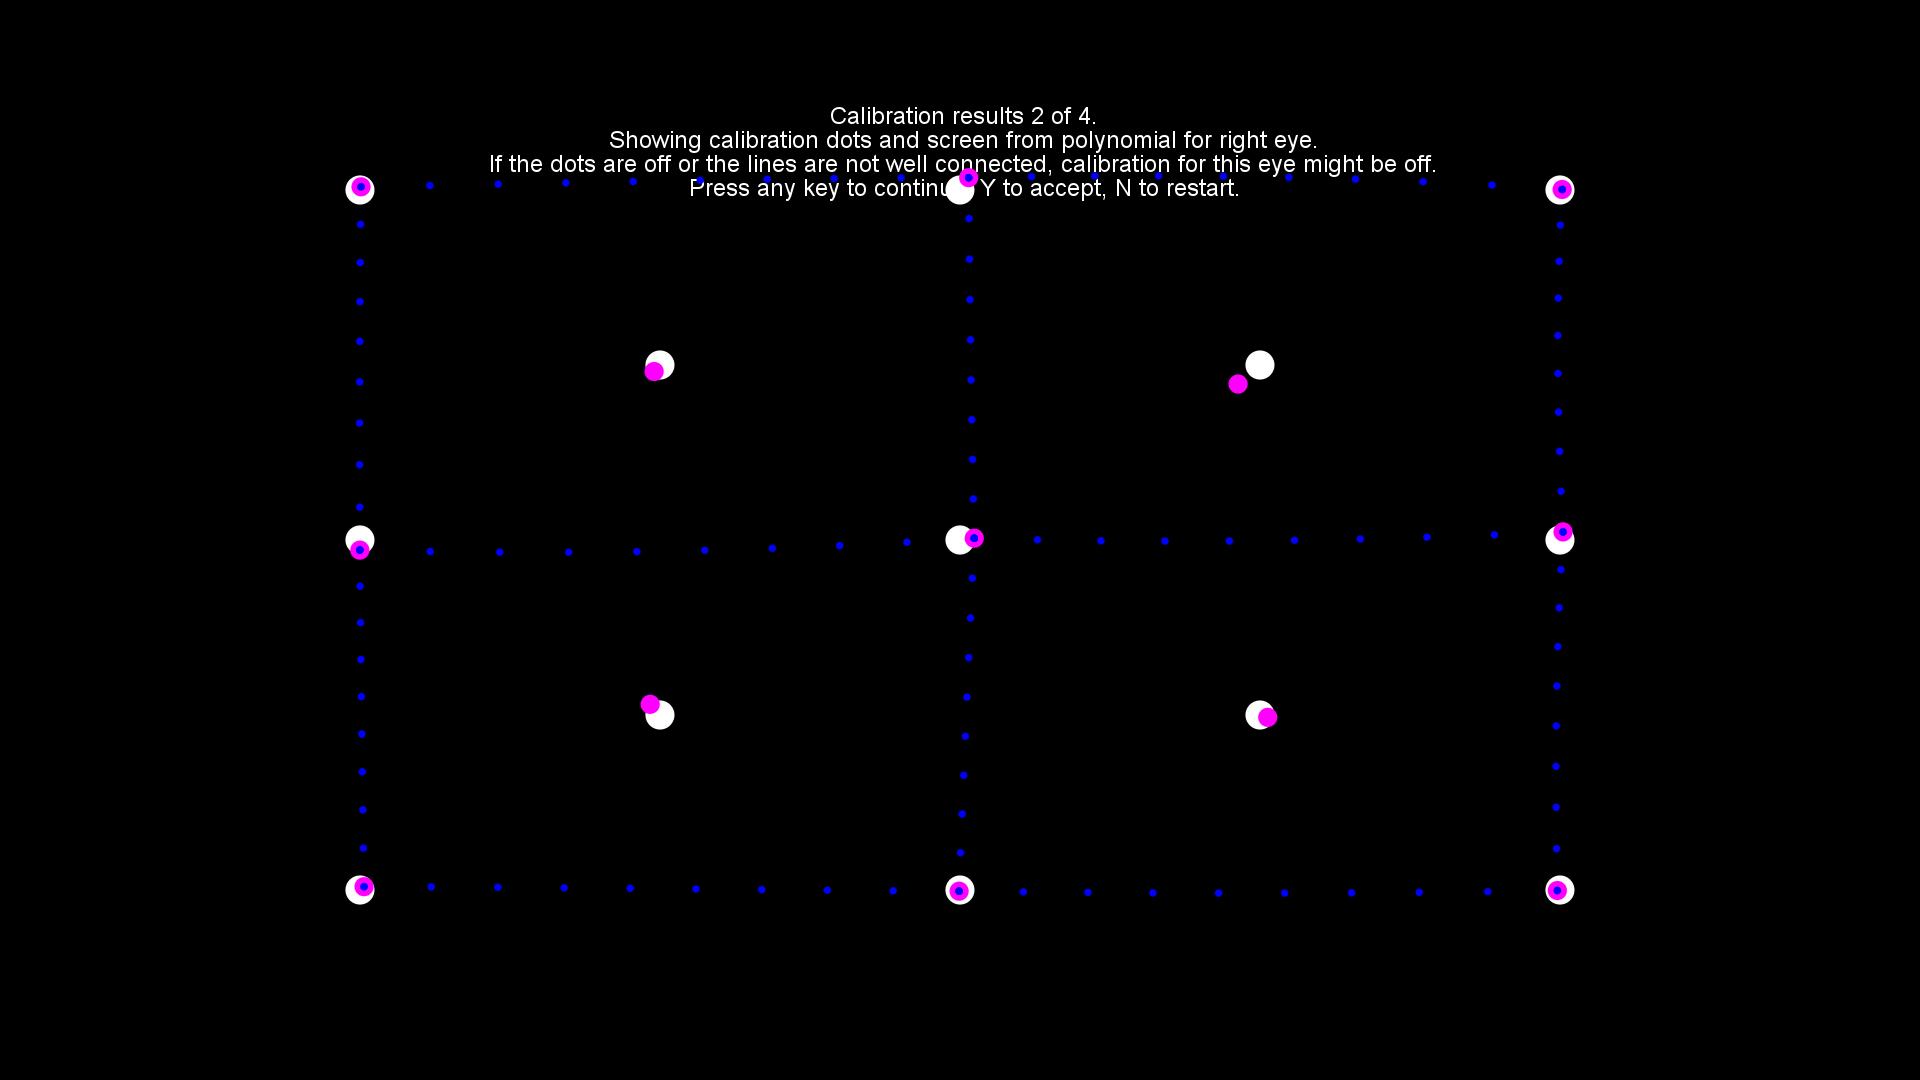 Calibration results 2 of 4.
Showing calibration dots and screen from polynomial for right eye.
If the dots are off or the lines are not well connected, calibration for this eye might be off.
Press any key to continu Y to accept, N to restart.